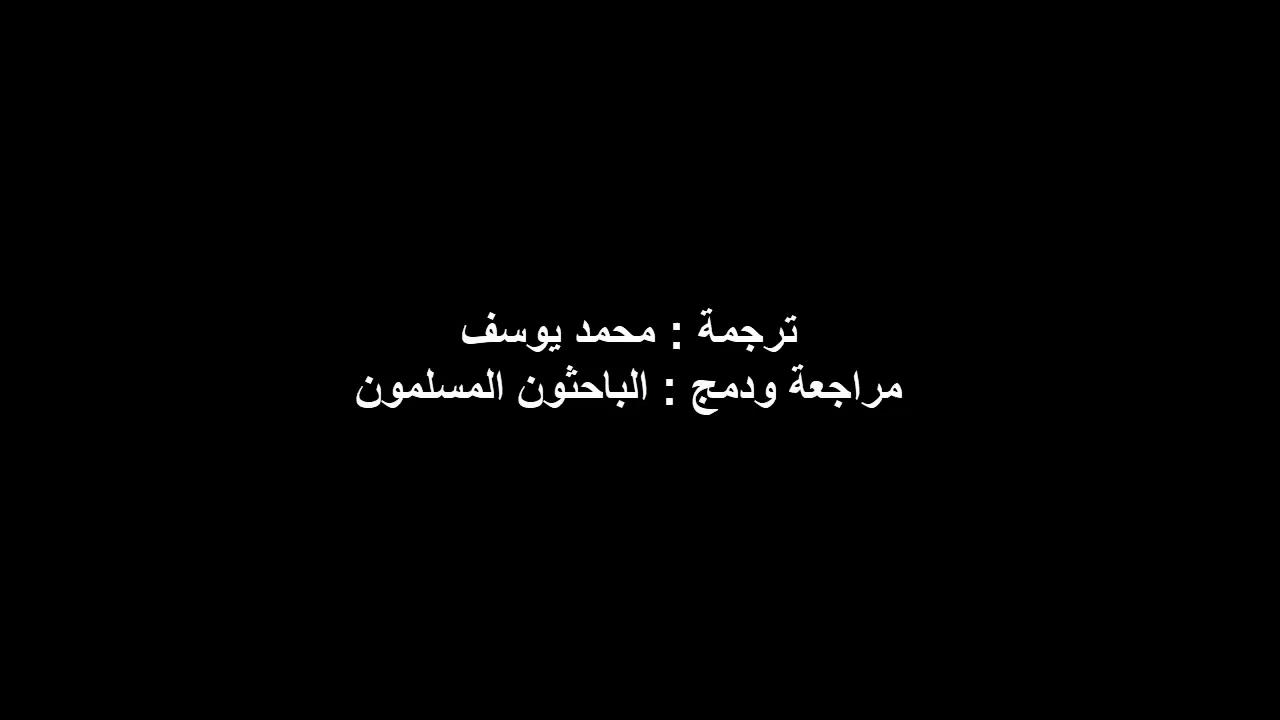 ترجمة : محمد يوسف
مراجعة ودمج : الباحثون المسلمون